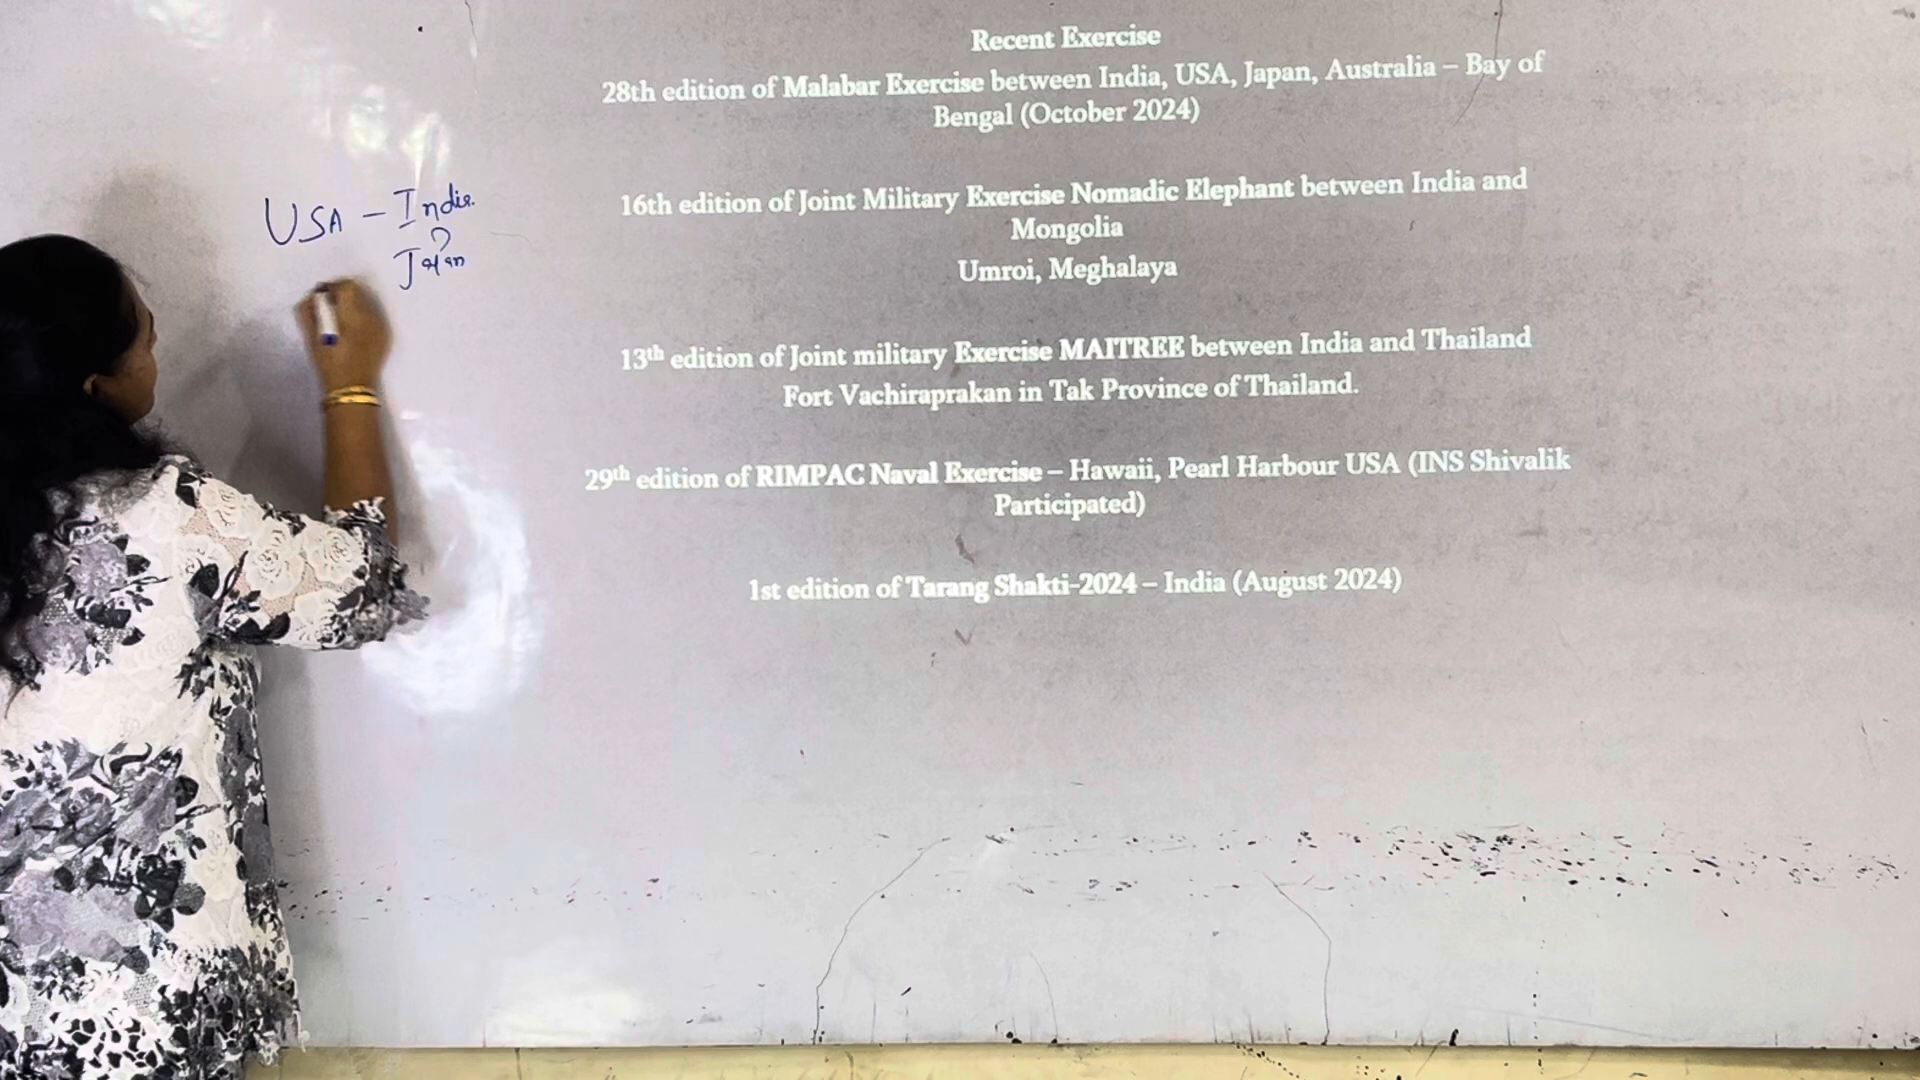 Recent Exercise
28th edition of Malabar Exercise between India, USA, Japan, Australia – Bay of
Bengal (October 2024)
16th edition of Joint Military Exercise Nomadic Elephant between India and
Mongolia
Umroi, Meghalaya
13th edition of Joint military Exercise MAITREE between India and Thailand
Fort Vachiraprakan in Tak Province of Thailand.
29th edition of RIMPAC Naval Exercise – Hawaii, Pearl Harbour USA (INS Shivalik
Participated)
1st edition of Tarang Shakti-2024 – India (August 2024)
USA – India
Japan